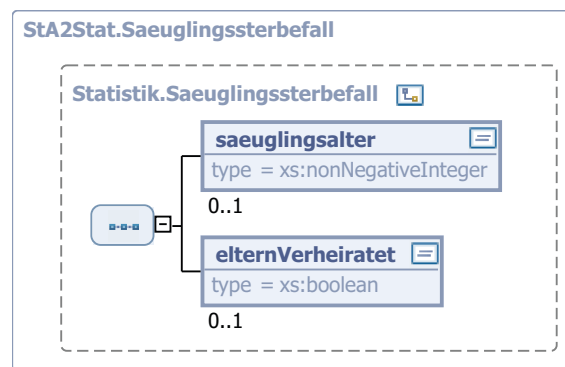 StA2Stat.Saeuglingssterbefall
Statistik.Saeuglingssterbefall
saeuglingsalter
type = xs:nonNegativeInteger
0..1
elternVerheiratet
type = xs:boolean
0..1